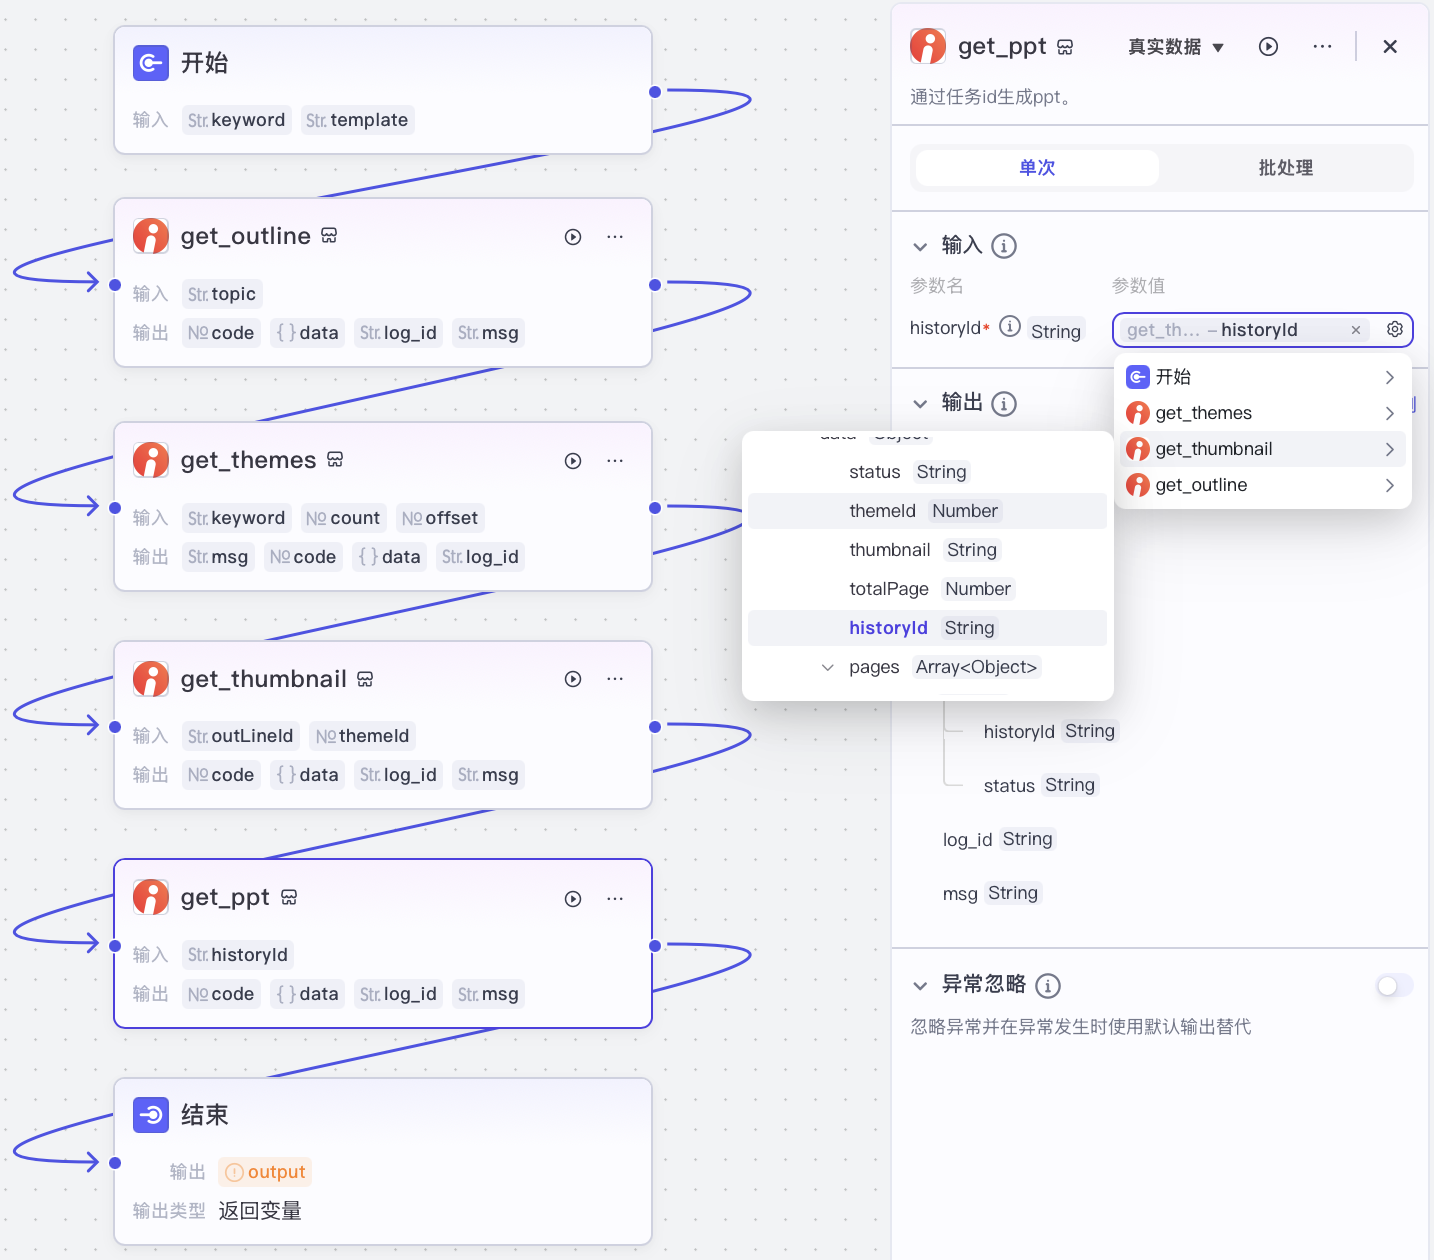 开始
输入 Str. keyword Str. template
get_outline
输入 Str. topic
输出 No code { } data Str. log_id Str. msg
get_themes
输入 Str. keyword No count No offset
输出 Str. msg No code { } data Str. log_id
get_thumbnail
输入 Str. outLineId No themeId
输出 No code { } data Str. log_id Str. msg
get_ppt
输入 Str. historyId
输出 No code { } data Str. log_id Str. msg
结束
输出 output
输出类型 返回变量
get_ppt 真实数据
通过任务id生成ppt。
单次 批处理
输入
参数名 参数值
historyId* String get_th... – historyId
开始
get_themes
get_thumbnail
get_outline
输出
data Object
status String
themeId Number
thumbnail String
totalPage Number
historyId String
pages Array<Object>
historyId String
status String
log_id String
msg String
异常忽略
忽略异常并在异常发生时使用默认输出替代